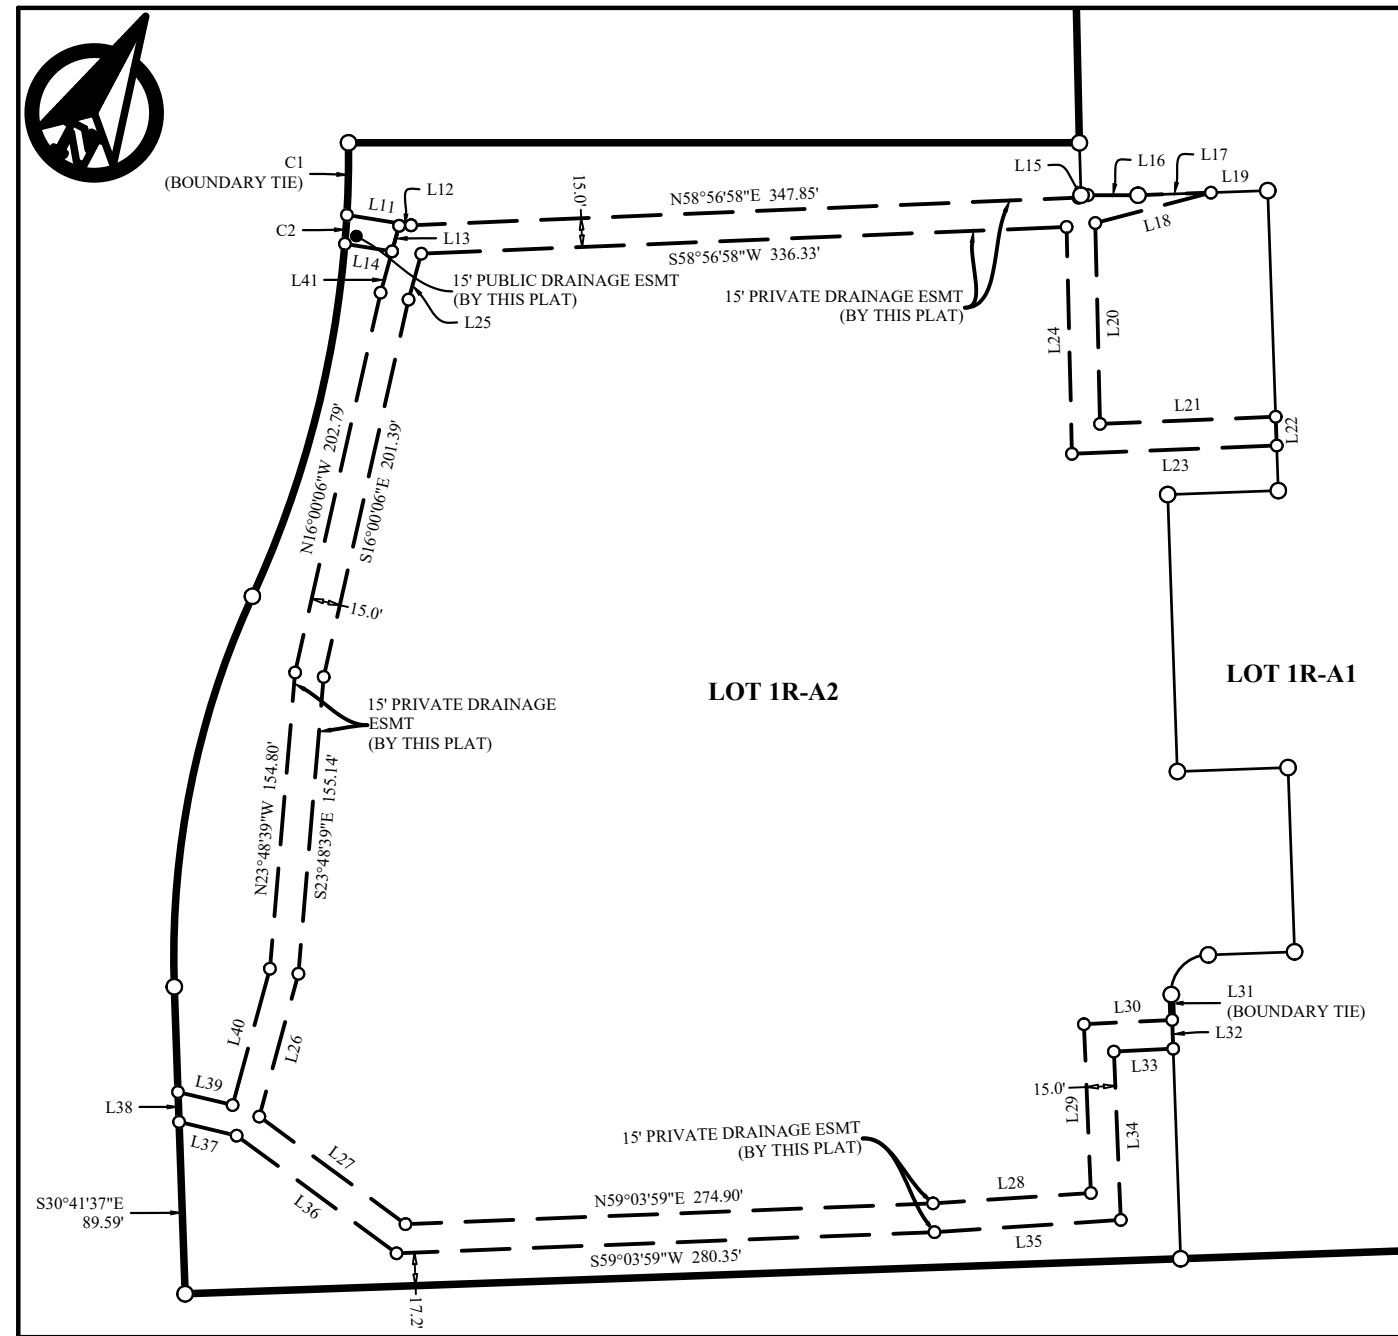 C1
(BOUNDARY TIE)
L11
L12
C2
L13
L14
L41
15' PUBLIC DRAINAGE ESMT
(BY THIS PLAT)
L25
15.0'
N58°56'58"E 347.85'
S58°56'58"W 336.33'
15' PRIVATE DRAINAGE ESMT
(BY THIS PLAT)
L15
L16
L17
L19
L18
L20
L24
L21
L22
L23
N16°00'06"W 202.79'
S16°00'06"E 201.39'
15.0'
15' PRIVATE DRAINAGE
ESMT
(BY THIS PLAT)
LOT 1R-A2
LOT 1R-A1
N23°48'39"W 154.80'
S23°48'39"E 155.14'
L40
L26
L39
L38
L37
L27
L36
S30°41'37"E
89.59'
15' PRIVATE DRAINAGE ESMT
(BY THIS PLAT)
N59°03'59"E 274.90'
S59°03'59"W 280.35'
17.2'
L28
L35
L29
L34
15.0'
L30
L31
(BOUNDARY TIE)
L32
L33